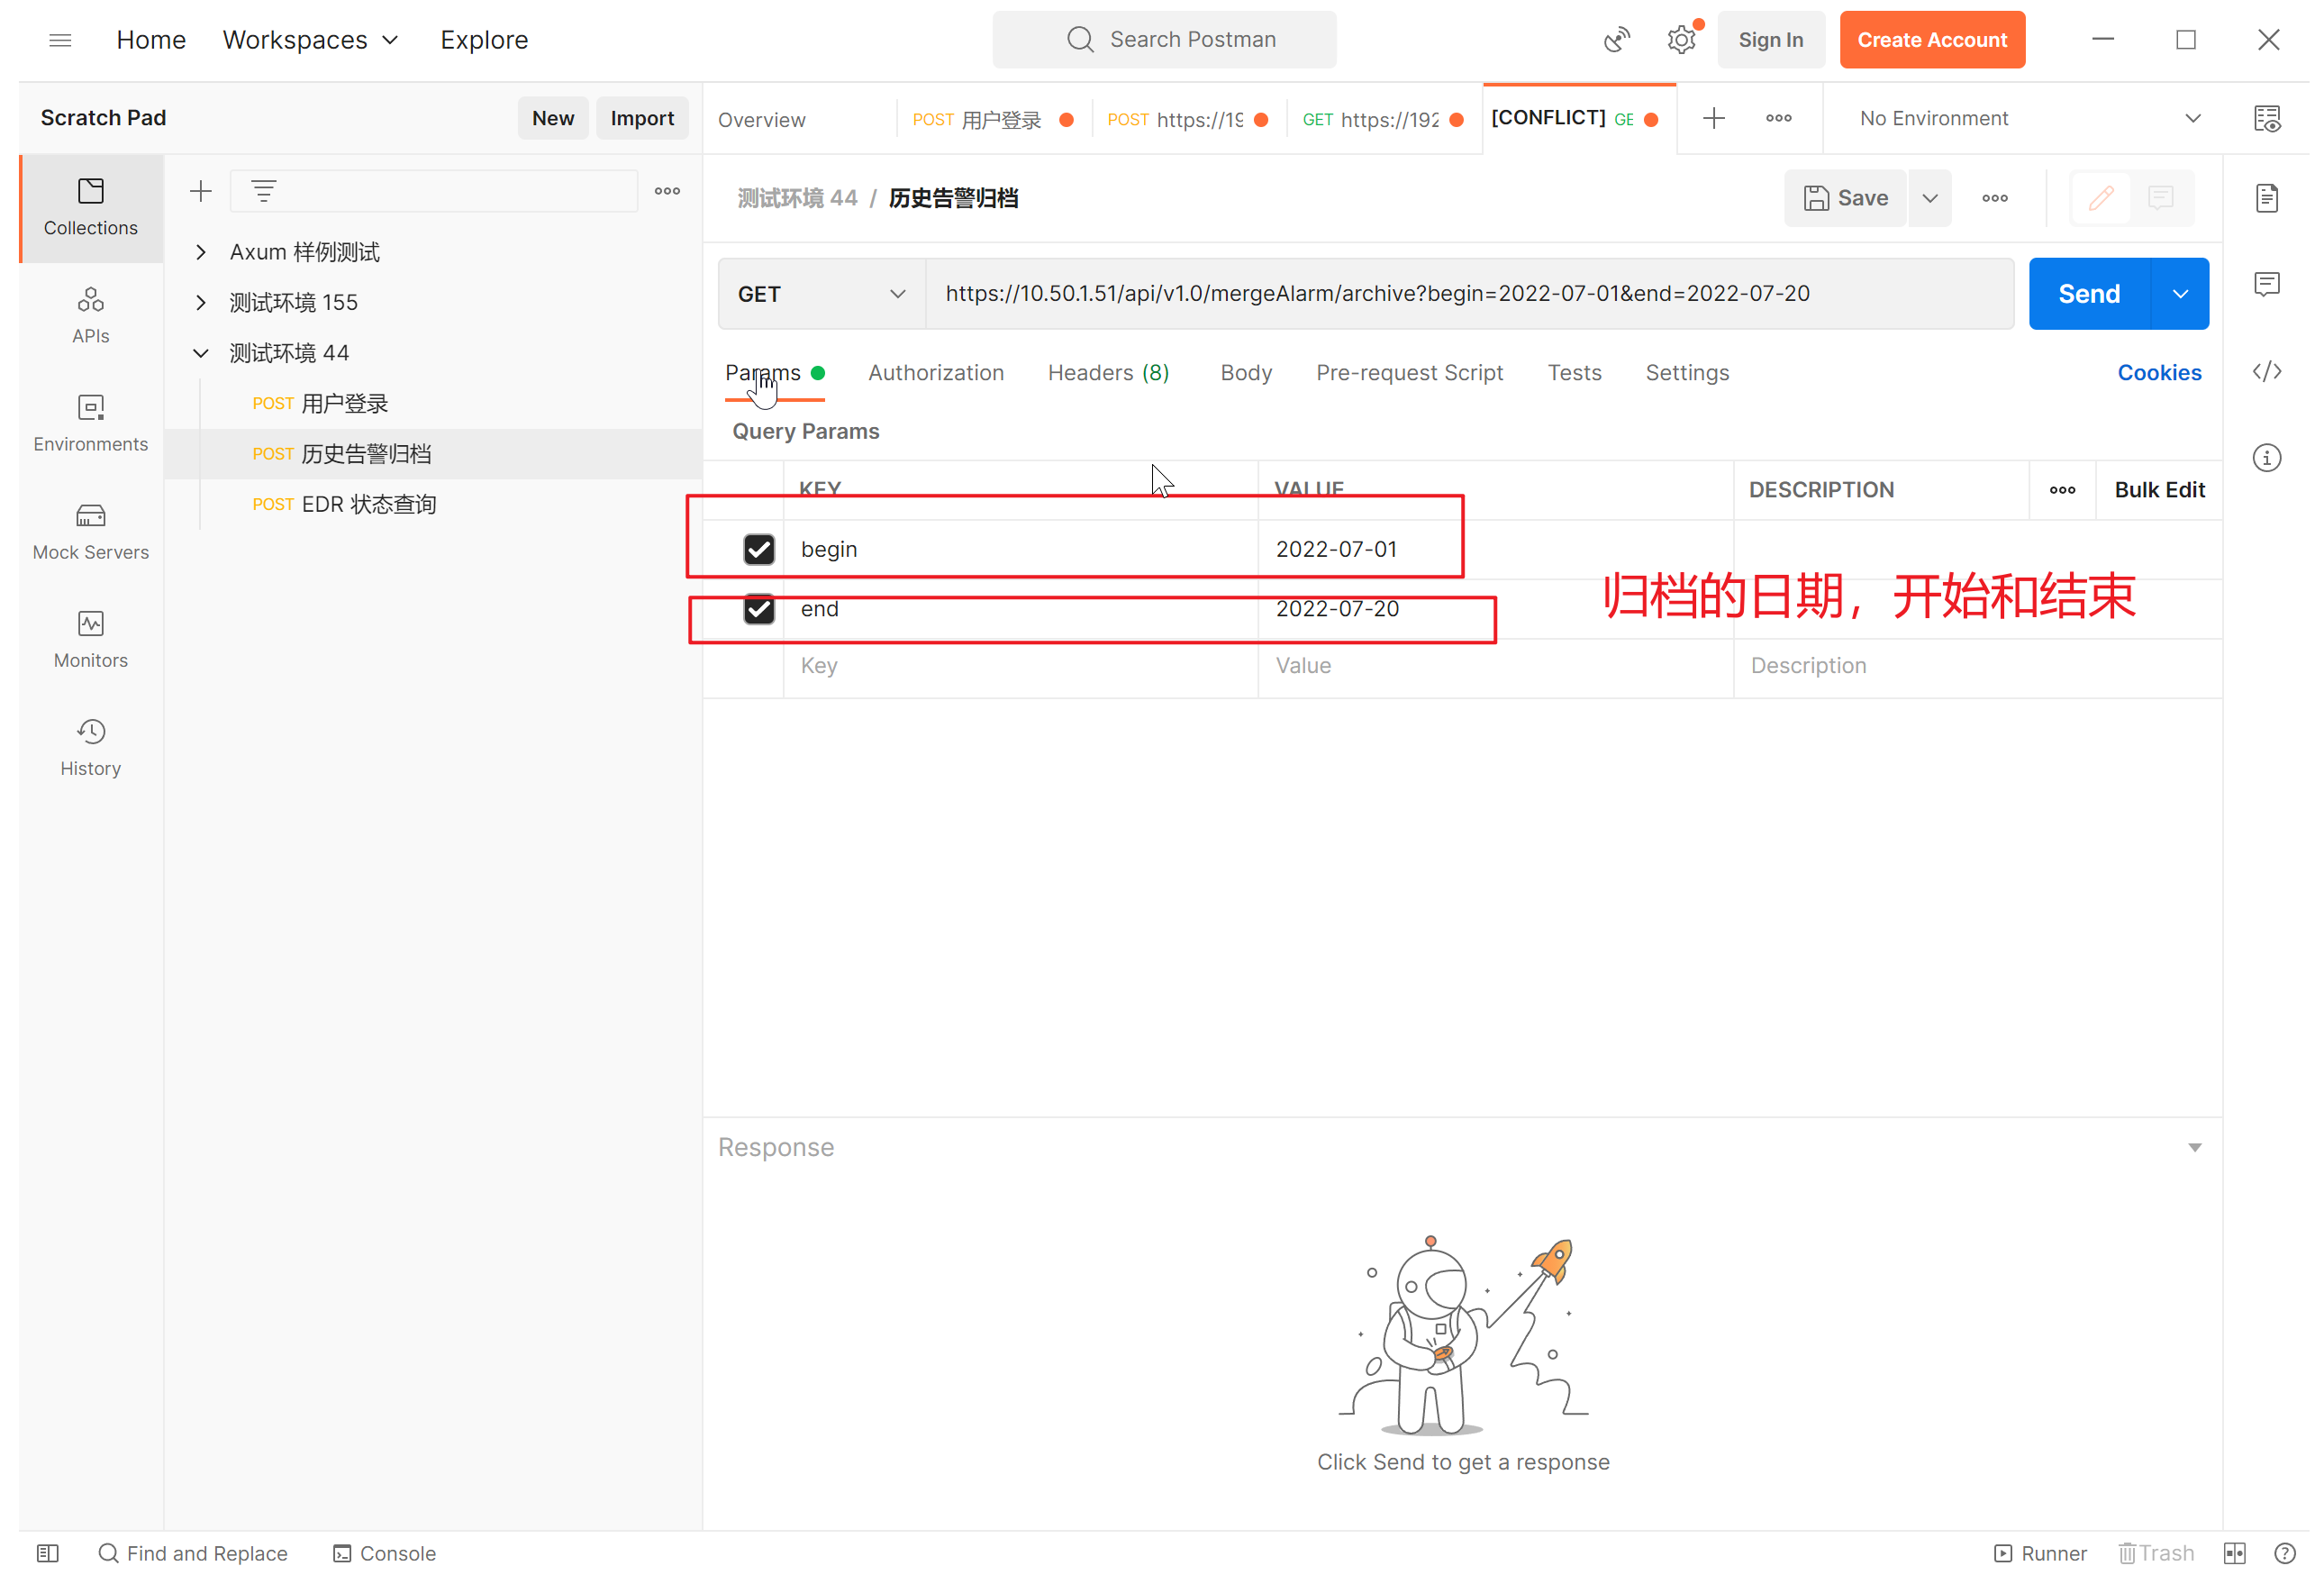 Home
Workspaces
Explore
Search Postman
Sign In
Create Account
Scratch Pad
New
Import
Overview
POST 用户登录
POST https://19
GET https://192
[CONFLICT] GE
No Environment
Collections
APIs
Environments
Mock Servers
Monitors
History
Axum 样例测试
测试环境 155
测试环境 44
POST 用户登录
POST 历史告警归档
POST EDR 状态查询
测试环境 44 / 历史告警归档
Save
GET
https://10.50.1.51/api/v1.0/mergeAlarm/archive?begin=2022-07-01&end=2022-07-20
Send
Params
Authorization
Headers (8)
Body
Pre-request Script
Tests
Settings
Cookies
Query Params
KEY
VALUE
DESCRIPTION
Bulk Edit
begin
2022-07-01
end
2022-07-20
归档的日期，开始和结束
Key
Value
Description
Response
Click Send to get a response
Find and Replace
Console
Runner
Trash